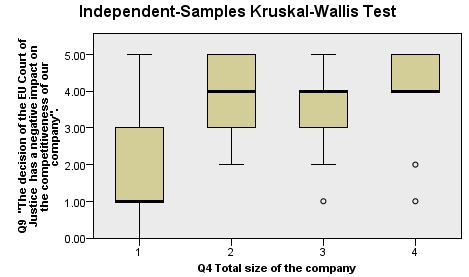 Independent-Samples Kruskal-Wallis Test
Q9 "The decision of the EU Court of
Justice has a negative impact on
the competitiveness of our
company".
5.00
4.00
3.00
2.00
1.00
0.00
1 2 3 4
Q4 Total size of the company